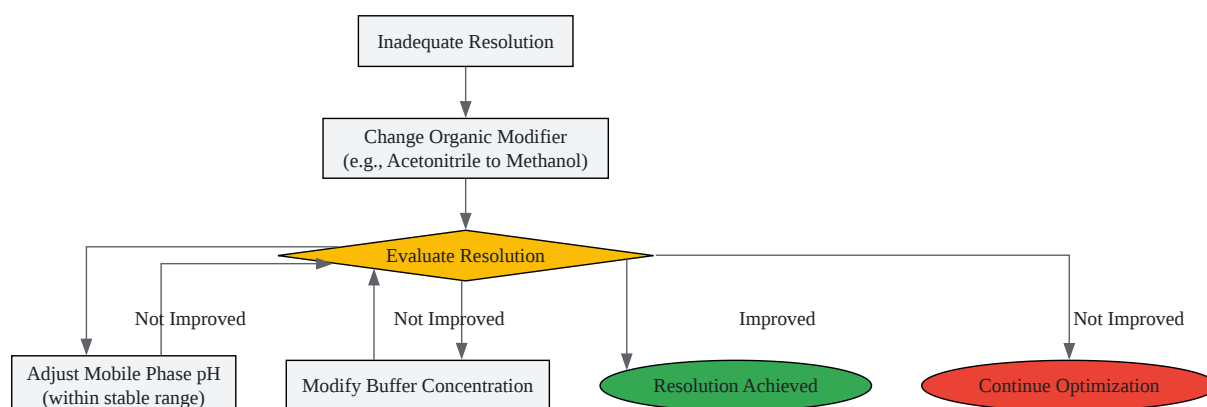 Inadequate Resolution
Change Organic Modifier
(e.g., Acetonitrile to Methanol)
Evaluate Resolution
Not Improved
Not Improved
Improved
Not Improved
Adjust Mobile Phase pH
(within stable range)
Modify Buffer Concentration
Resolution Achieved
Continue Optimization